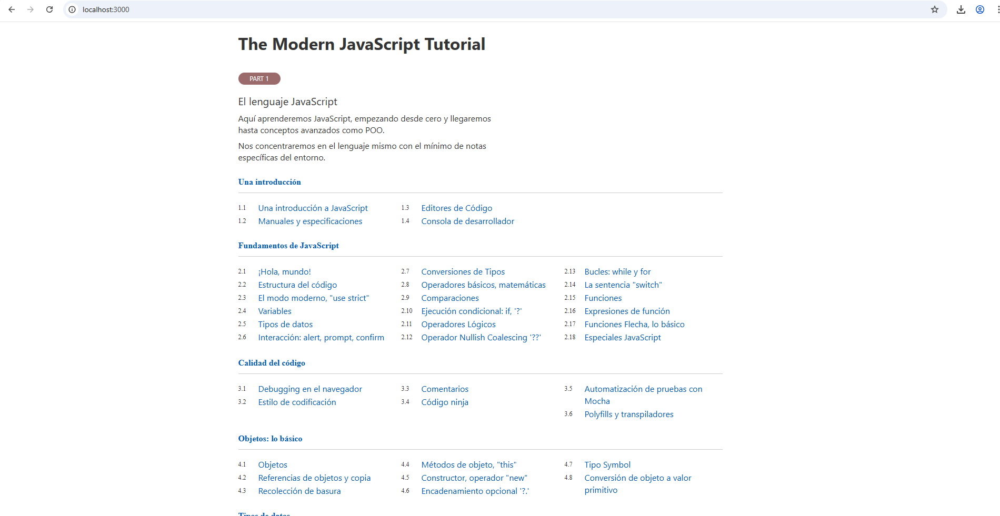 localhost:3000
The Modern JavaScript Tutorial
PART 1
El lenguaje JavaScript
Aquí aprenderemos JavaScript, empezando desde cero y llegaremos
hasta conceptos avanzados como POO.
Nos concentraremos en el lenguaje mismo con el mínimo de notas
específicas del entorno.
Una introducción
1.1 Una introducción a JavaScript
1.2 Manuales y especificaciones
1.3 Editores de Código
1.4 Consola de desarrollador
Fundamentos de JavaScript
2.1 ¡Hola, mundo!
2.2 Estructura del código
2.3 El modo moderno, "use strict"
2.4 Variables
2.5 Tipos de datos
2.6 Interacción: alert, prompt, confirm
2.7 Conversiones de Tipos
2.8 Operadores básicos, matemáticas
2.9 Comparaciones
2.10 Ejecución condicional: if, '?'
2.11 Operadores Lógicos
2.12 Operador Nullish Coalescing '??'
2.13 Bucles: while y for
2.14 La sentencia "switch"
2.15 Funciones
2.16 Expresiones de función
2.17 Funciones Flecha, lo básico
2.18 Especiales JavaScript
Calidad del código
3.1 Debugging en el navegador
3.2 Estilo de codificación
3.3 Comentarios
3.4 Código ninja
3.5 Automatización de pruebas con
Mocha
3.6 Polyfills y transpiladores
Objetos: lo básico
4.1 Objetos
4.2 Referencias de objetos y copia
4.3 Recolección de basura
4.4 Métodos de objeto, "this"
4.5 Constructor, operador "new"
4.6 Encadenamiento opcional '?.'
4.7 Tipo Symbol
4.8 Conversión de objeto a valor
primitivo
Tipos de datos